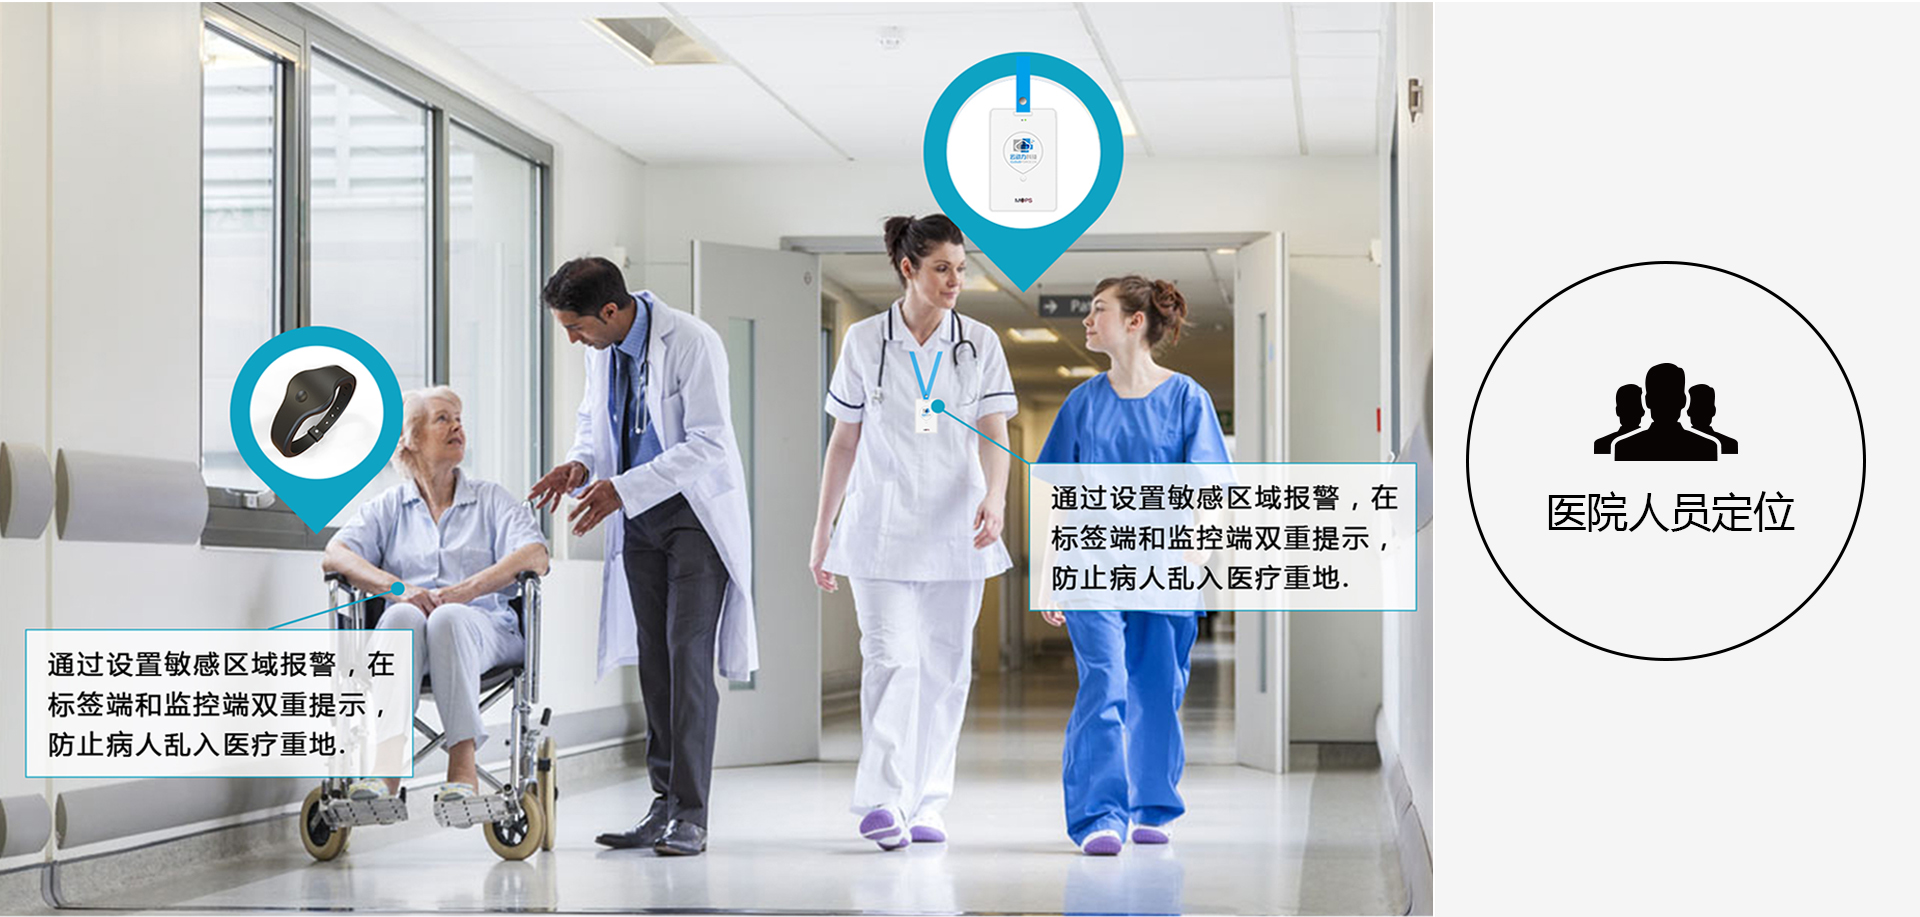 MOPS
Pa
通过设置敏感区域报警，在
标签端和监控端双重提示，
防止病人乱入医疗重地.
通过设置敏感区域报警，在
标签端和监控端双重提示，
防止病人乱入医疗重地.
医院人员定位